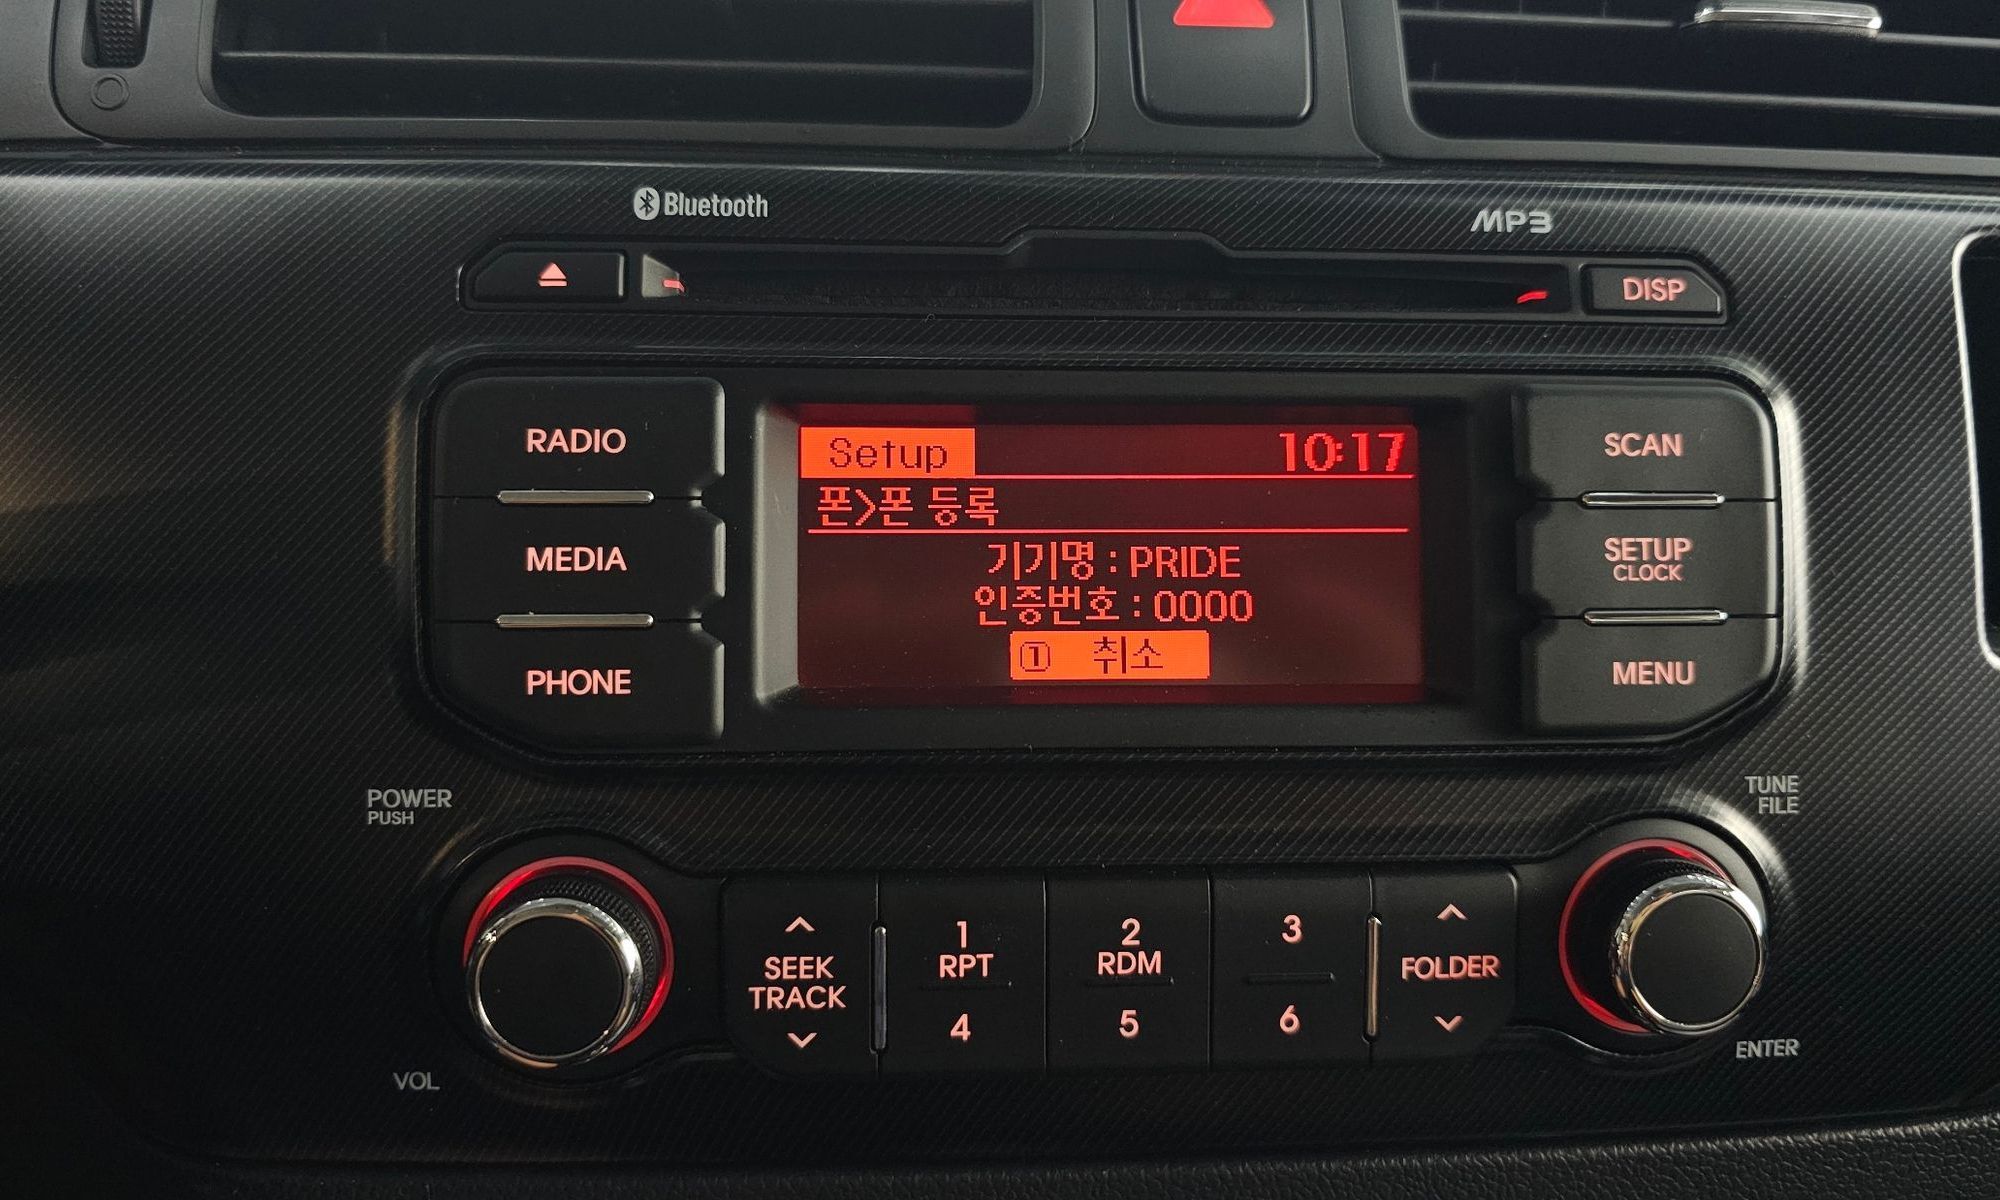 Bluetooth
MP3
DISP
RADIO
MEDIA
PHONE
Setup 10:17
폰>폰 등록
기기명 : PRIDE
인증번호 : 0000
① 취소
SCAN
SETUP
CLOCK
MENU
POWER
PUSH
VOL
SEEK
TRACK
1
RPT
4
2
RDM
5
3
6
FOLDER
TUNE
FILE
ENTER